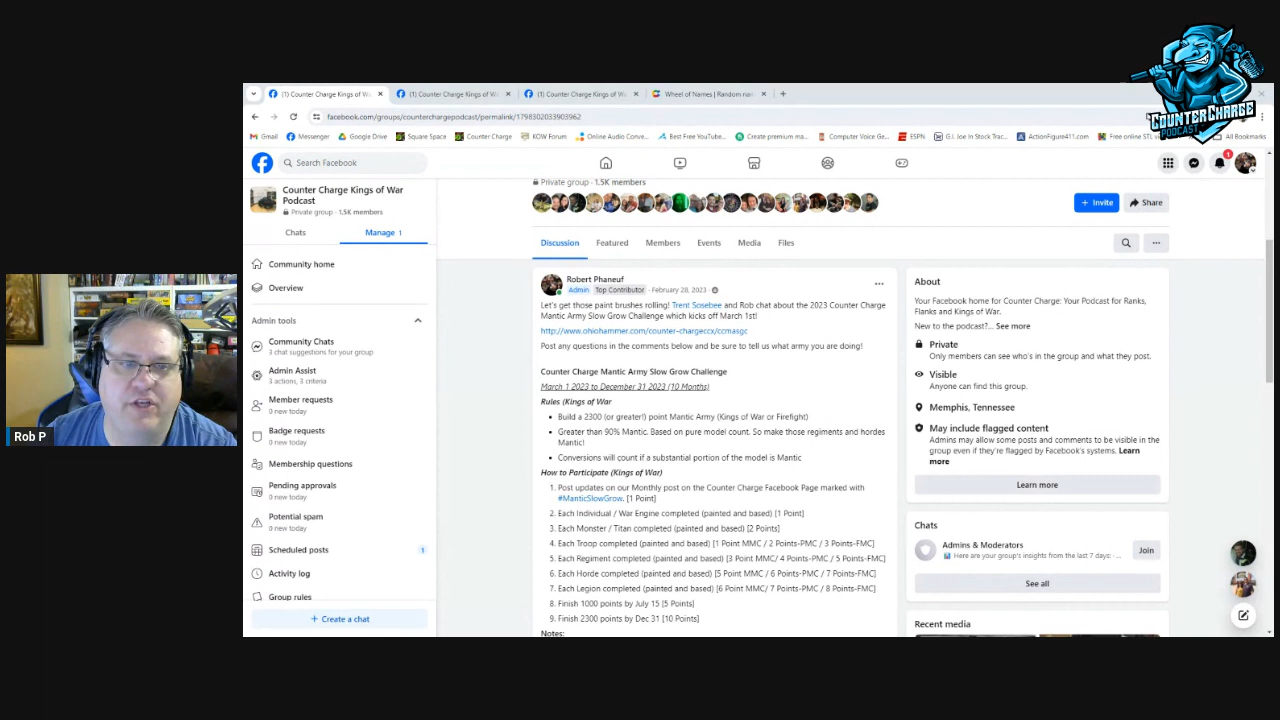 COUNTERCHARGE
PODCAST
(1) Counter Charge Kings of Wa
(1) Counter Charge Kings of W
(1) Counter Charge Kings of Wa
Wheel of Names | Random nam
facebook.com/groups/counterchargepodcast/permalink/1798302033903962
Gmail
Messenger
Google Drive
Square Space
Counter Charge
KOW Forum
Online Audio Conve...
Best Free YouTube...
Create premium ma...
Computer Voice Ge...
ESPN
G.I. Joe In Stock Trac...
ActionFigure411.com
Free online STL
All Bookmarks
Search Facebook
1
Counter Charge Kings of War
Podcast
Private group · 1.5K members
Chats
Manage 1
Community home
Overview
Admin tools
Community Chats
3 chat suggestions for your group
Admin Assist
3 actions, 3 criteria
Member requests
0 new today
Badge requests
0 new today
Membership questions
Pending approvals
0 new today
Potential spam
0 new today
Scheduled posts
1
Activity log
Group rules
+ Create a chat
Private group · 1.5K members
+ Invite
Share
Discussion
Featured
Members
Events
Media
Files
Robert Phaneuf
Admin Top Contributor · February 28, 2023 ·
Let's get those paint brushes rolling! Trent Sosebee and Rob chat about the 2023 Counter Charge
Mantic Army Slow Grow Challenge which kicks off March 1st!
http://www.ohiohammer.com/counter-chargeccx/ccmasgc
Post any questions in the comments below and be sure to tell us what army you are doing!
Counter Charge Mantic Army Slow Grow Challenge
March 1 2023 to December 31 2023 (10 Months)
Rules (Kings of War
• Build a 2300 (or greater!) point Mantic Army (Kings of War or Firefight)
• Greater than 90% Mantic. Based on pure model count. So make those regiments and hordes
Mantic!
• Conversions will count if a substantial portion of the model is Mantic
How to Participate (Kings of War)
1. Post updates on our Monthly post on the Counter Charge Facebook Page marked with
#ManticSlowGrow. [1 Point]
2. Each Individual / War Engine completed (painted and based) [1 Point]
3. Each Monster / Titan completed (painted and based) [2 Points]
4. Each Troop completed (painted and based) [1 Point MMC / 2 Points-PMC / 3 Points-FMC]
5. Each Regiment completed (painted and based) [3 Point MMC/ 4 Points-PMC / 5 Points-FMC]
6. Each Horde completed (painted and based) [5 Point MMC / 6 Points-PMC / 7 Points-FMC]
7. Each Legion completed (painted and based) [6 Point MMC/ 7 Points-PMC / 8 Points-FMC]
8. Finish 1000 points by July 15 [5 Points]
9. Finish 2300 points by Dec 31 [10 Points]
Notes:
About
Your Facebook home for Counter Charge: Your Podcast for Ranks,
Flanks and Kings of War.
New to the podcast?... See more
Private
Only members can see who's in the group and what they post.
Visible
Anyone can find this group.
Memphis, Tennessee
May include flagged content
Admins may allow some posts and comments to be visible in the
group even if they're flagged by Facebook's systems. Learn
more
Learn more
Chats
Admins & Moderators
Here are your group's insights from the last 7 days: · ...
Join
See all
Recent media
Rob P